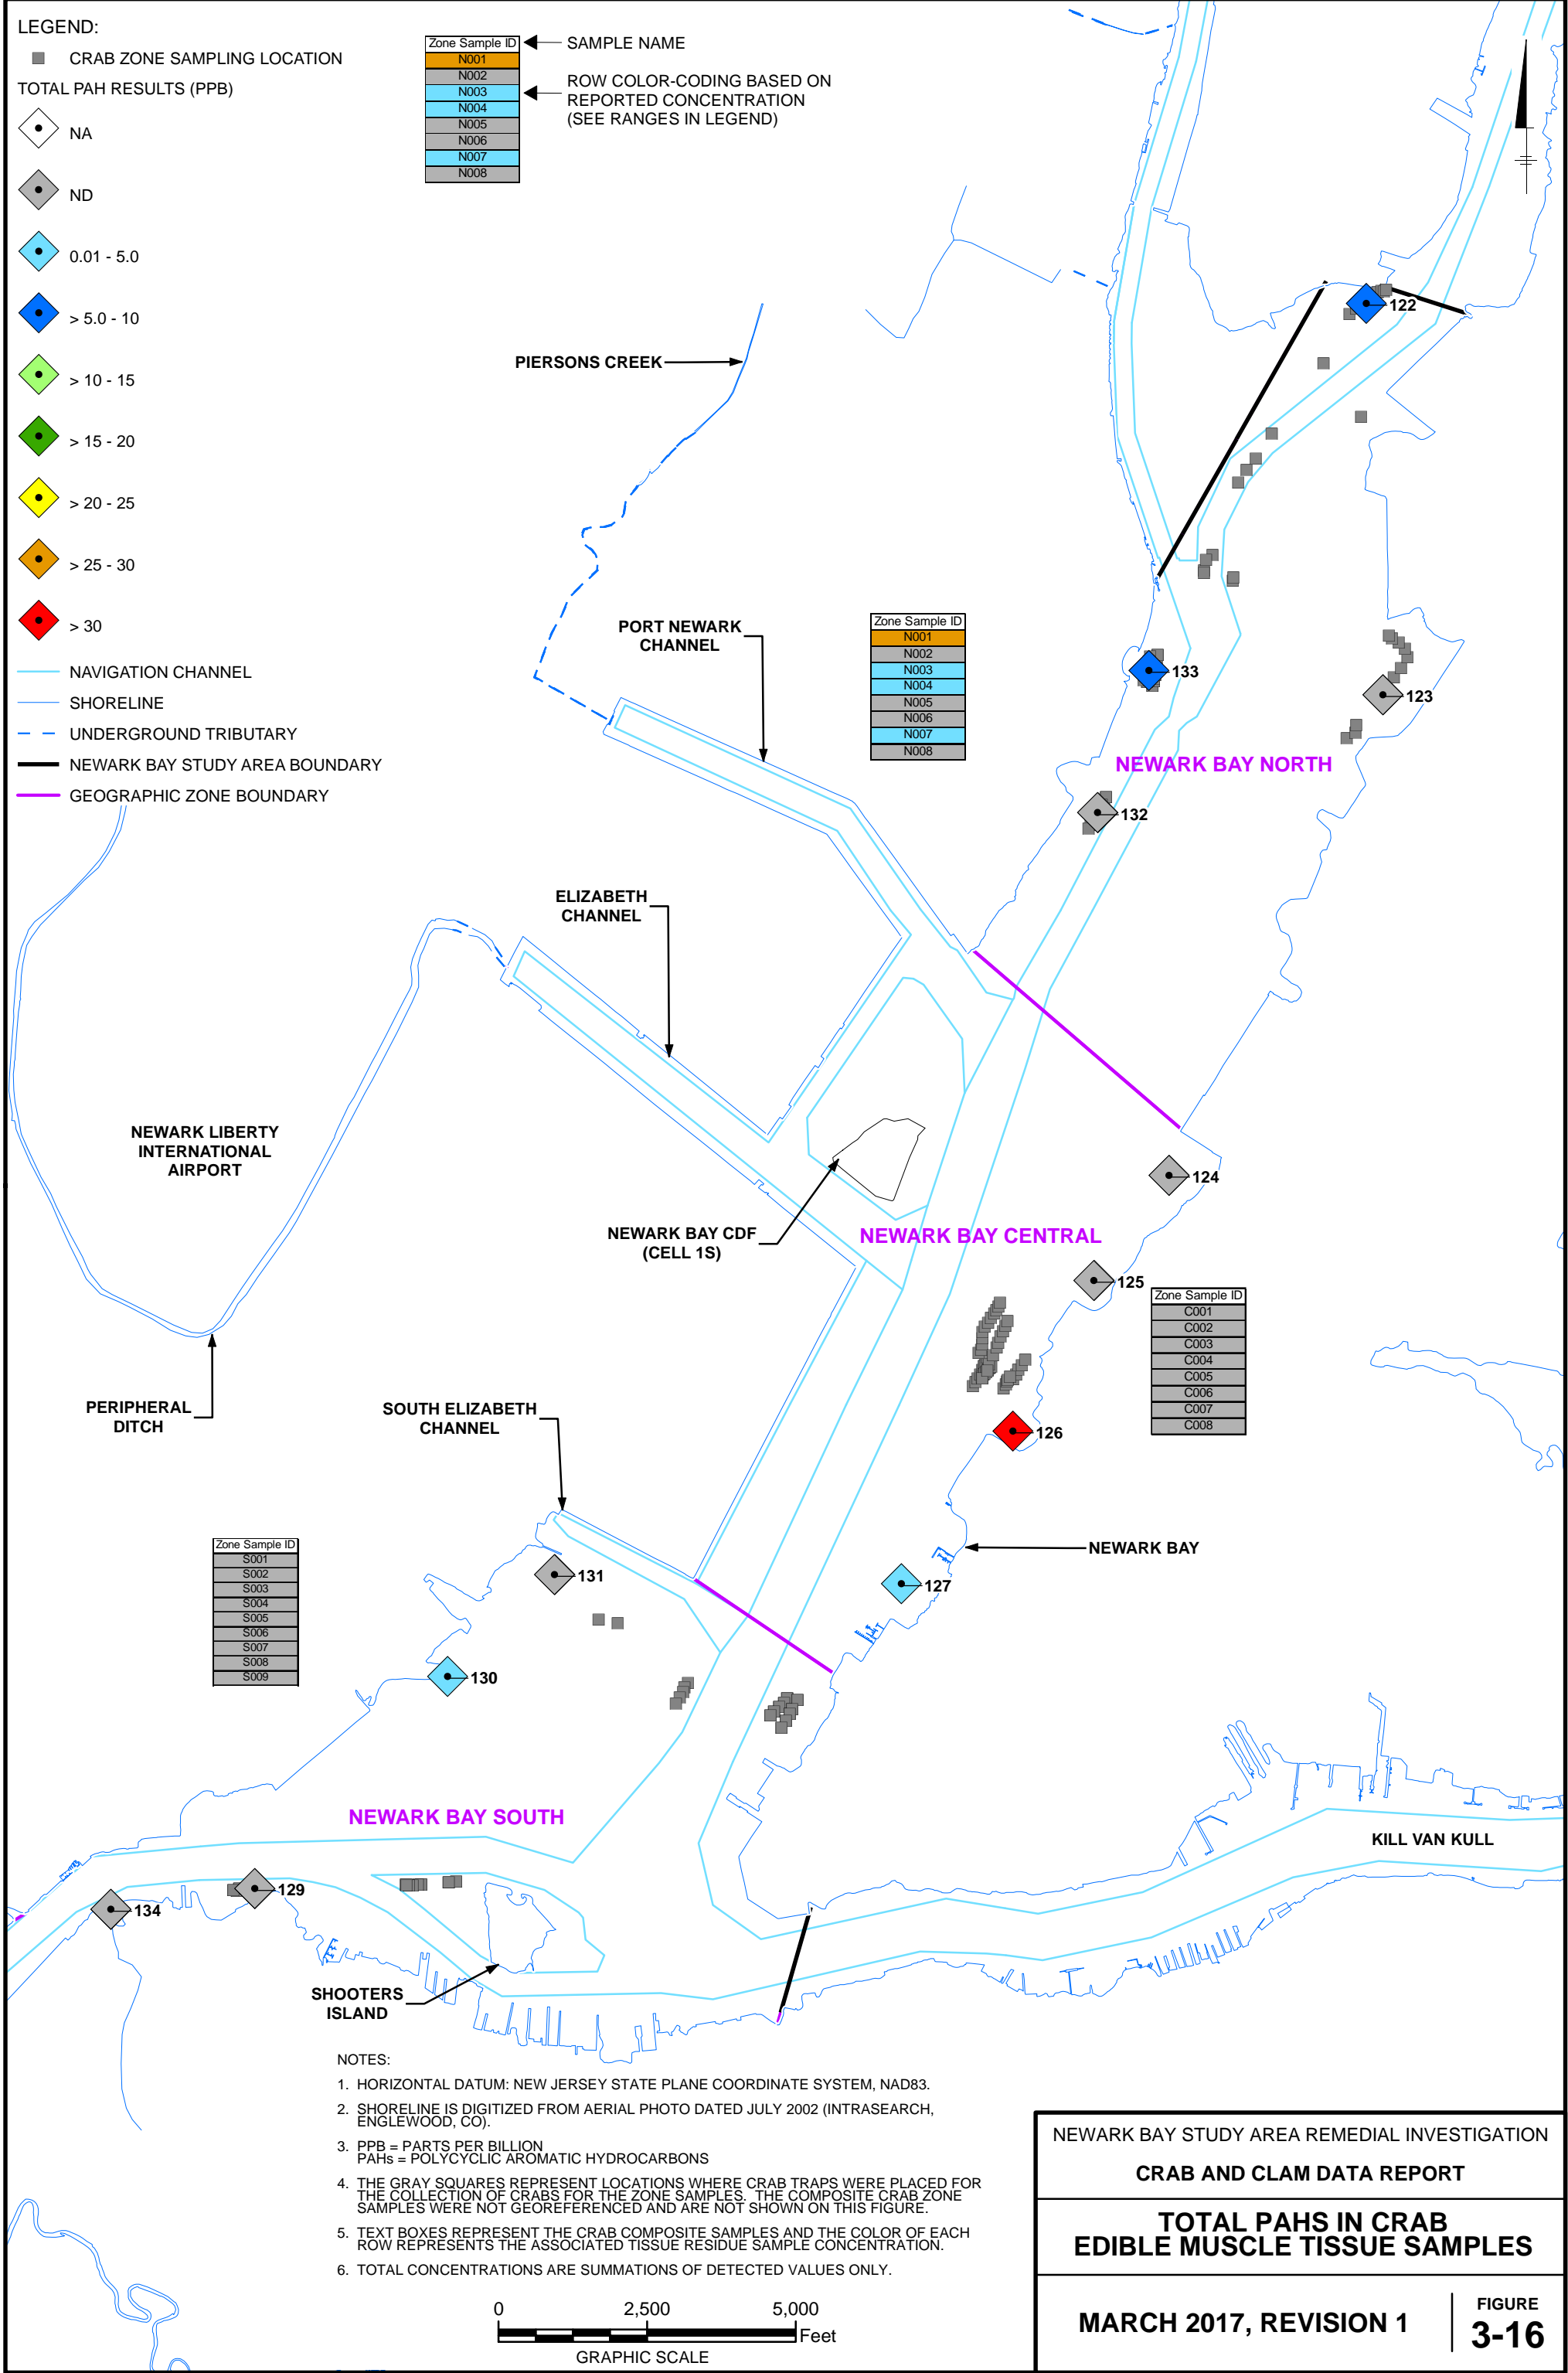 LEGEND:
CRAB ZONE SAMPLING LOCATION
TOTAL PAH RESULTS (PPB)
NA
ND
0.01 - 5.0
> 5.0 - 10
> 10 - 15
> 15 - 20
> 20 - 25
> 25 - 30
> 30
NAVIGATION CHANNEL
SHORELINE
UNDERGROUND TRIBUTARY
NEWARK BAY STUDY AREA BOUNDARY
GEOGRAPHIC ZONE BOUNDARY
Zone Sample ID
N001
N002
N003
N004
N005
N006
N007
N008
SAMPLE NAME
ROW COLOR-CODING BASED ON
REPORTED CONCENTRATION
(SEE RANGES IN LEGEND)
122
PIERSONS CREEK
PORT NEWARK
CHANNEL
Zone Sample ID
N001
N002
N003
N004
N005
N006
N007
N008
133
123
NEWARK BAY NORTH
132
ELIZABETH
CHANNEL
NEWARK LIBERTY
INTERNATIONAL
AIRPORT
124
NEWARK BAY CDF
(CELL 1S)
NEWARK BAY CENTRAL
125
Zone Sample ID
C001
C002
C003
C004
C005
C006
C007
C008
PERIPHERAL
DITCH
SOUTH ELIZABETH
CHANNEL
126
NEWARK BAY
Zone Sample ID
S001
S002
S003
S004
S005
S006
S007
S008
S009
131
127
130
NEWARK BAY SOUTH
KILL VAN KULL
129
134
SHOOTERS
ISLAND
NOTES:
1. HORIZONTAL DATUM: NEW JERSEY STATE PLANE COORDINATE SYSTEM, NAD83.
2. SHORELINE IS DIGITIZED FROM AERIAL PHOTO DATED JULY 2002 (INTRASEARCH,
ENGLEWOOD, CO).
3. PPB = PARTS PER BILLION
PAHs = POLYCYCLIC AROMATIC HYDROCARBONS
4. THE GRAY SQUARES REPRESENT LOCATIONS WHERE CRAB TRAPS WERE PLACED FOR
THE COLLECTION OF CRABS FOR THE ZONE SAMPLES. THE COMPOSITE CRAB ZONE
SAMPLES WERE NOT GEOREFERENCED AND ARE NOT SHOWN ON THIS FIGURE.
5. TEXT BOXES REPRESENT THE CRAB COMPOSITE SAMPLES AND THE COLOR OF EACH
ROW REPRESENTS THE ASSOCIATED TISSUE RESIDUE SAMPLE CONCENTRATION.
6. TOTAL CONCENTRATIONS ARE SUMMATIONS OF DETECTED VALUES ONLY.
0 2,500 5,000
Feet
GRAPHIC SCALE
NEWARK BAY STUDY AREA REMEDIAL INVESTIGATION
CRAB AND CLAM DATA REPORT
TOTAL PAHS IN CRAB
EDIBLE MUSCLE TISSUE SAMPLES
MARCH 2017, REVISION 1
FIGURE
3-16